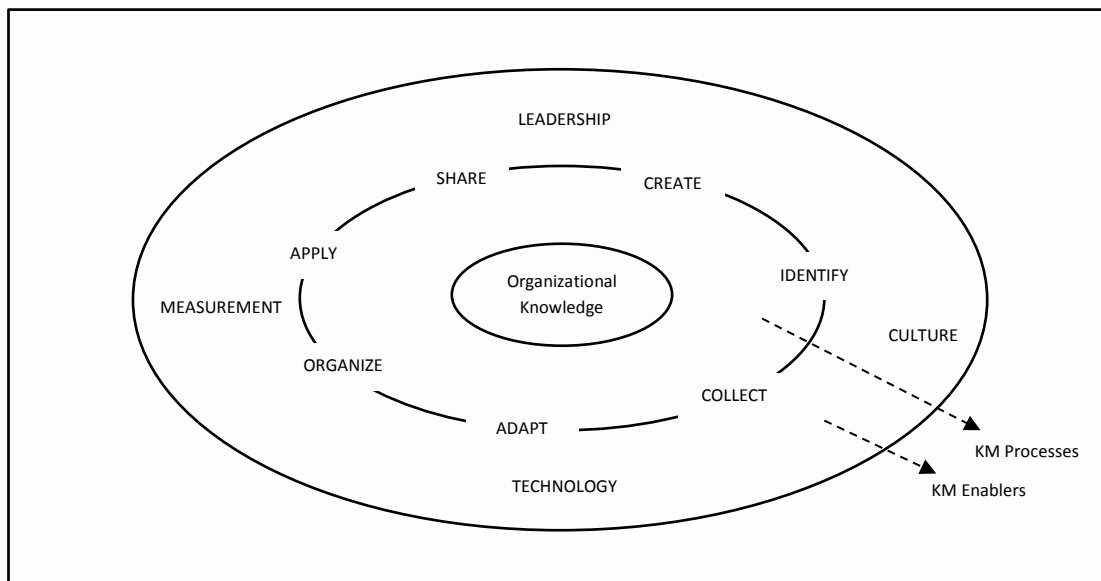 LEADERSHIP
SHARE
CREATE
APPLY
IDENTIFY
Organizational
Knowledge
MEASUREMENT
CULTURE
ORGANIZE
COLLECT
ADAPT
KM Processes
TECHNOLOGY
KM Enablers